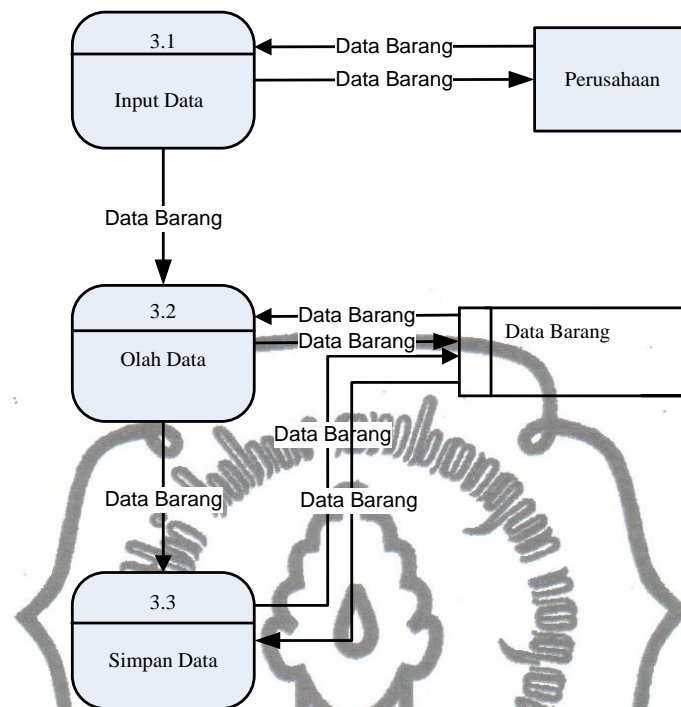 3.1
Input Data
Data Barang
Data Barang
Perusahaan
Data Barang
3.2
Olah Data
Data Barang
Data Barang
Data Barang
Data Barang
Data Barang
Data Barang
3.3
Simpan Data